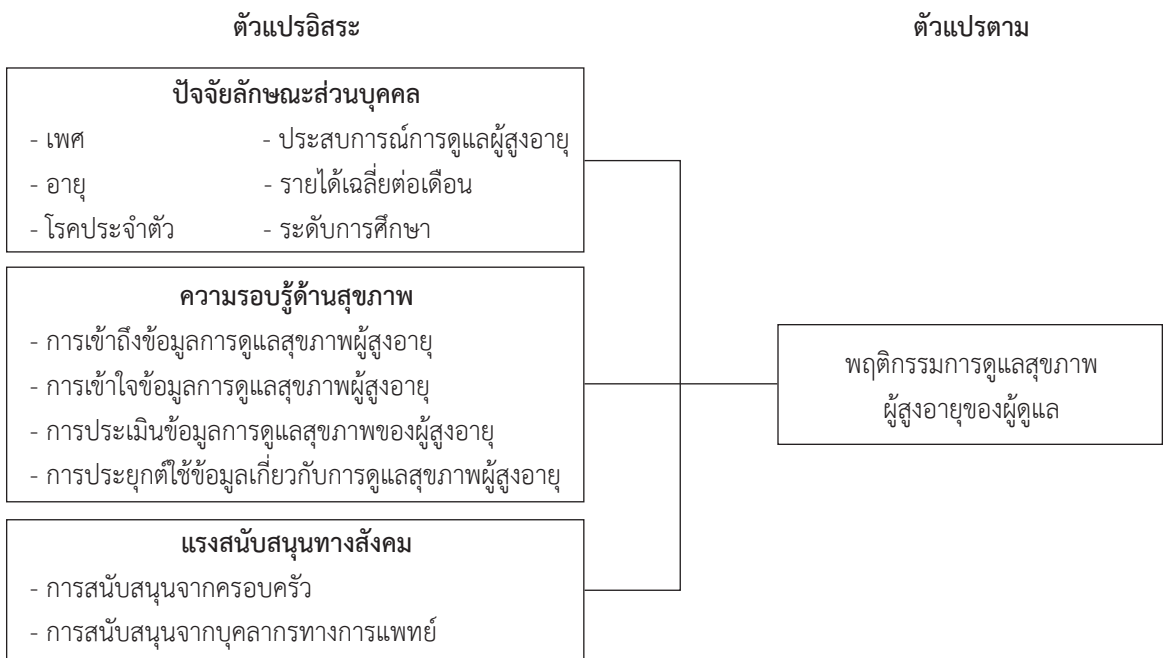 ตัวแปรอิสระ ตัวแปรตาม
ปัจจัยลักษณะส่วนบุคคล
- เพศ - ประสบการณ์การดูแลผู้สูงอายุ
- อายุ - รายได้เฉลี่ยต่อเดือน
- โรคประจำตัว - ระดับการศึกษา
ความรอบรู้ด้านสุขภาพ
- การเข้าถึงข้อมูลการดูแลสุขภาพผู้สูงอายุ
- การเข้าใจข้อมูลการดูแลสุขภาพผู้สูงอายุ
- การประเมินข้อมูลการดูแลสุขภาพของผู้สูงอายุ
- การประยุกต์ใช้ข้อมูลเกี่ยวกับการดูแลสุขภาพผู้สูงอายุ
แรงสนับสนุนทางสังคม
- การสนับสนุนจากครอบครัว
- การสนับสนุนจากบุคลากรทางการแพทย์
พฤติกรรมการดูแลสุขภาพ
ผู้สูงอายุของผู้ดูแล